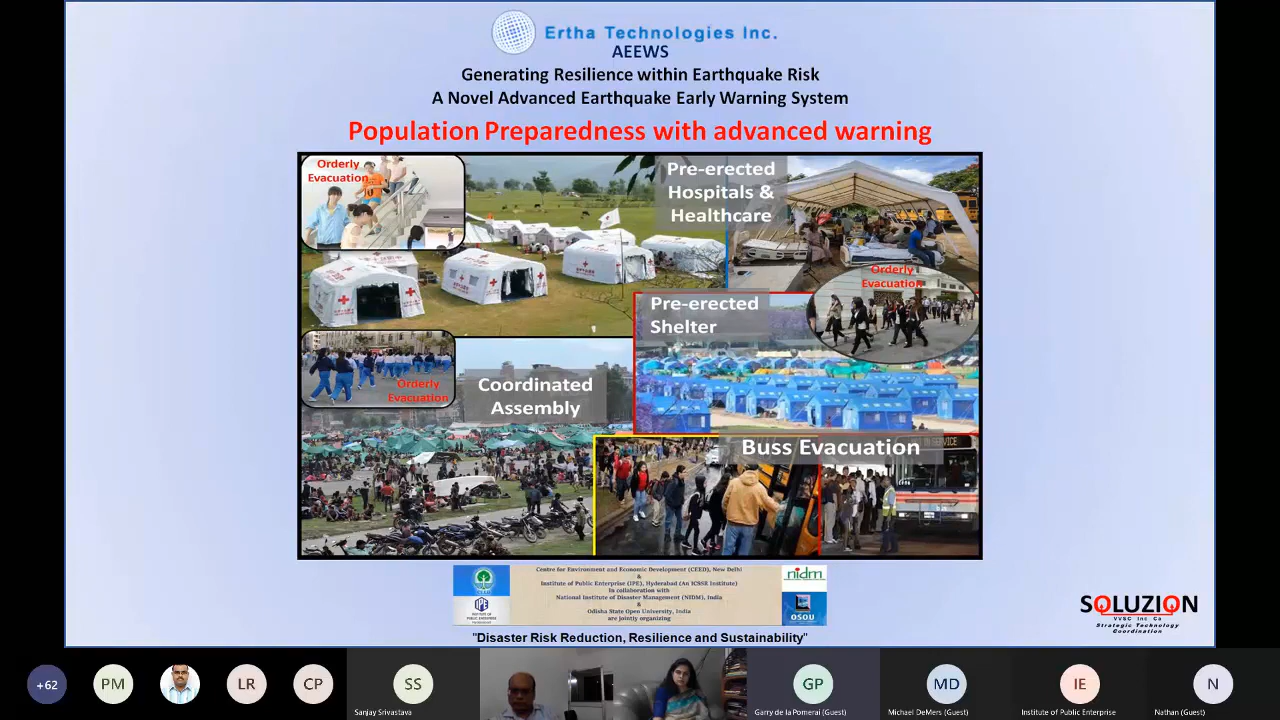 Ertha Technologies Inc.
AEEWS
Generating Resilience within Earthquake Risk
A Novel Advanced Earthquake Early Warning System
Population Preparedness with advanced warning
Orderly
Evacuation
Pre-erected
Hospitals &
Healthcare
Orderly
Evacuation
Pre-erected
Shelter
Orderly
Evacuation
Coordinated
Assembly
Buss Evacuation
Centre for Environment and Economic Development (CEED), New Delhi
&
Institute of Public Enterprise (IPE), Hyderabad (An ICSSR Institute)
In collaboration with
National Institute of Disaster Management (NIDM), India
&
Odisha State Open University, India
are jointly organizing
IPE
nidm
OSOU
"Disaster Risk Reduction, Resilience and Sustainability"
SOLUZION
VVSC Inc Ca
Strategic Technology
Coordination
+62
PM
LR
CP
SS
Sanjay Srivastava
GP
Garry de la Pomerai (Guest)
MD
Michael DeMers (Guest)
IE
Institute of Public Enterprise
N
Nathan (Guest)